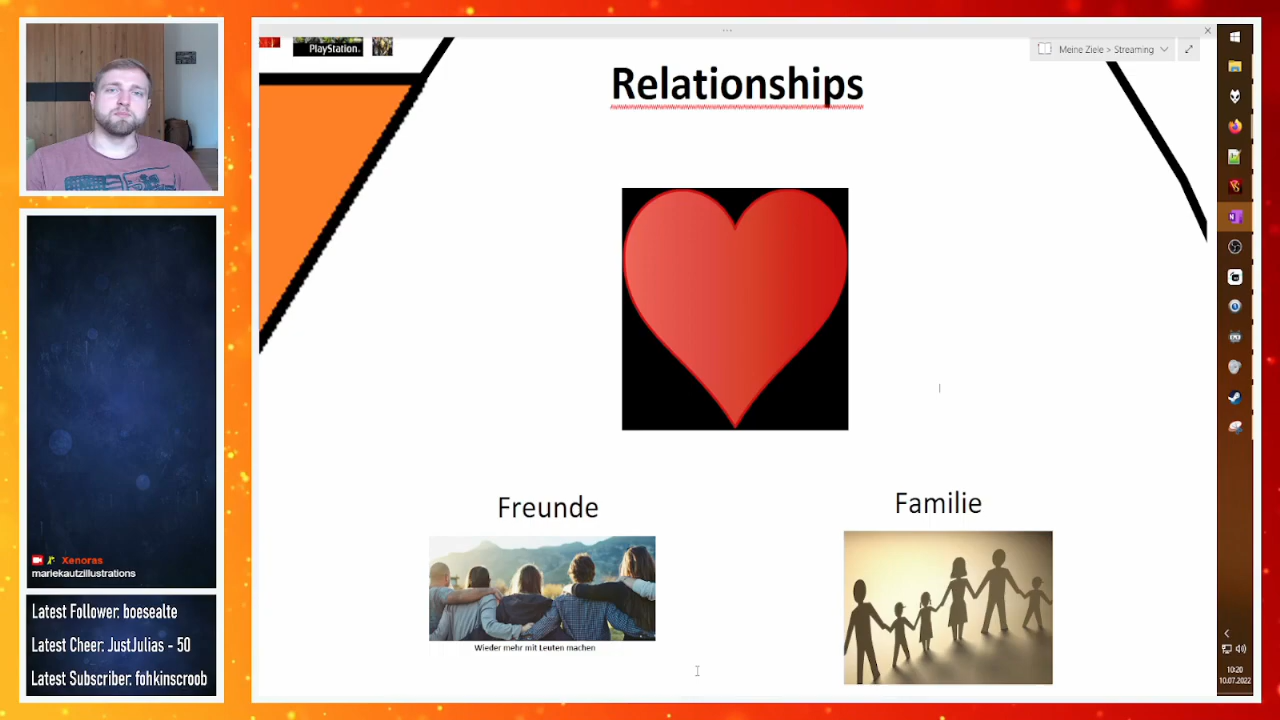 PlayStation.
Meine Ziele > Streaming
Relationships
Freunde
Familie
Wieder mehr mit Leuten machen
Xenoras
mariekautzillustrations
Latest Follower: boesealte
Latest Cheer: JustJulias - 50
Latest Subscriber: fohkinscroob
10:20
10.07.2022